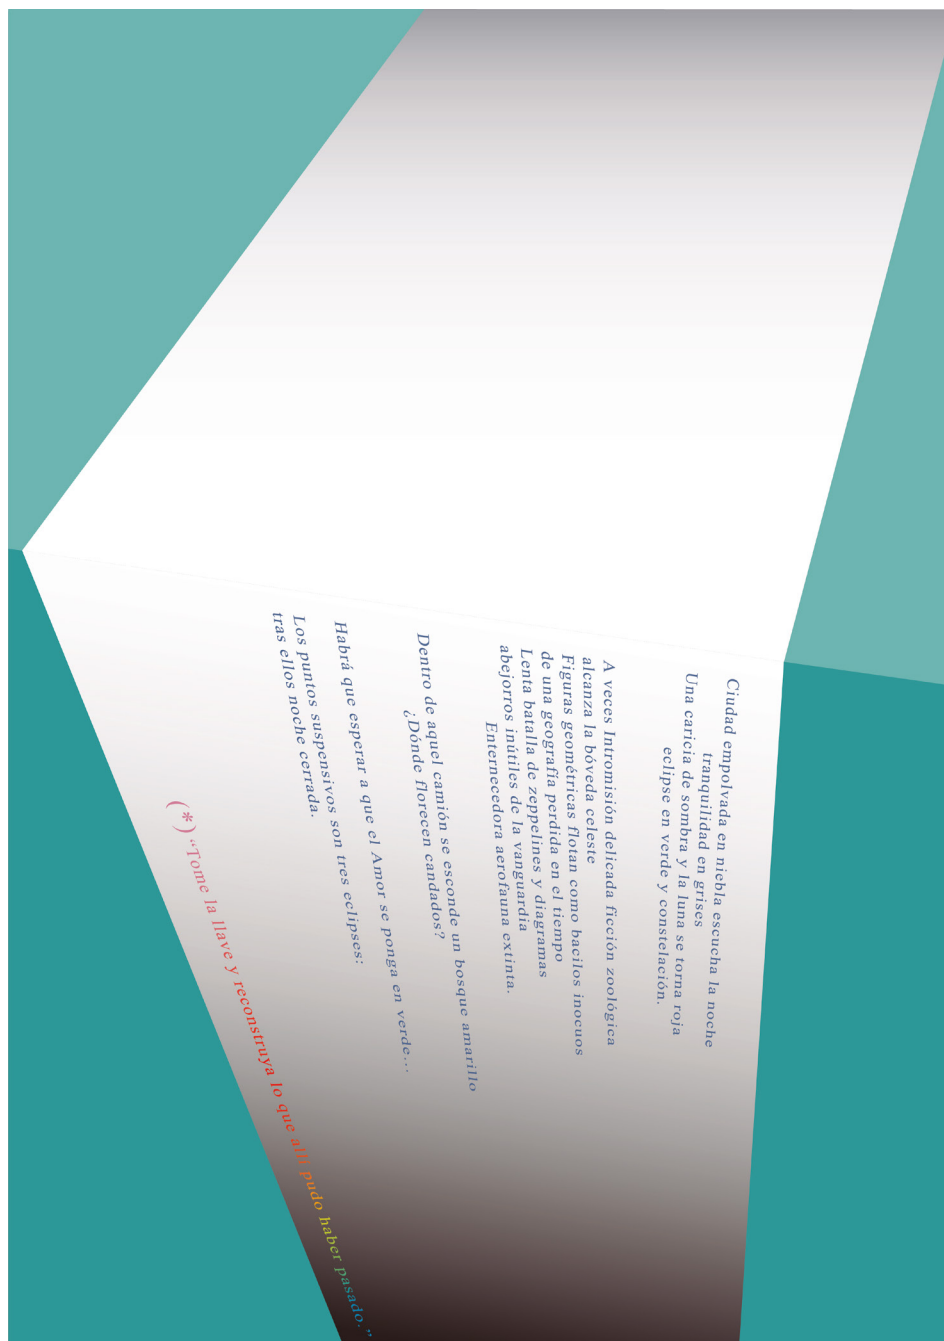 Ciudad empolvada en niebla escucha la noche
tranquilidad en grises
Una caricia de sombra y la luna se torna roja
eclipse en verde y constelación.
A veces Intromisión delicada ficción zoológica
alcanza la bóveda celeste
Figuras geométricas flotan como bacilos inocuos
de una geografía perdida en el tiempo
Lenta batalla de zeppelines y diagramas
abejorros inútiles de la vanguardia
Enternecedora aerofauna extinta.
Dentro de aquel camión se esconde un bosque amarillo
¿Dónde florecen candados?
Habrá que esperar a que el Amor se ponga en verde...
Los puntos suspensivos son tres eclipses:
tras ellos noche cerrada.
(*) “Tome la llave y reconstruya lo que allí pudo haber pasado.”